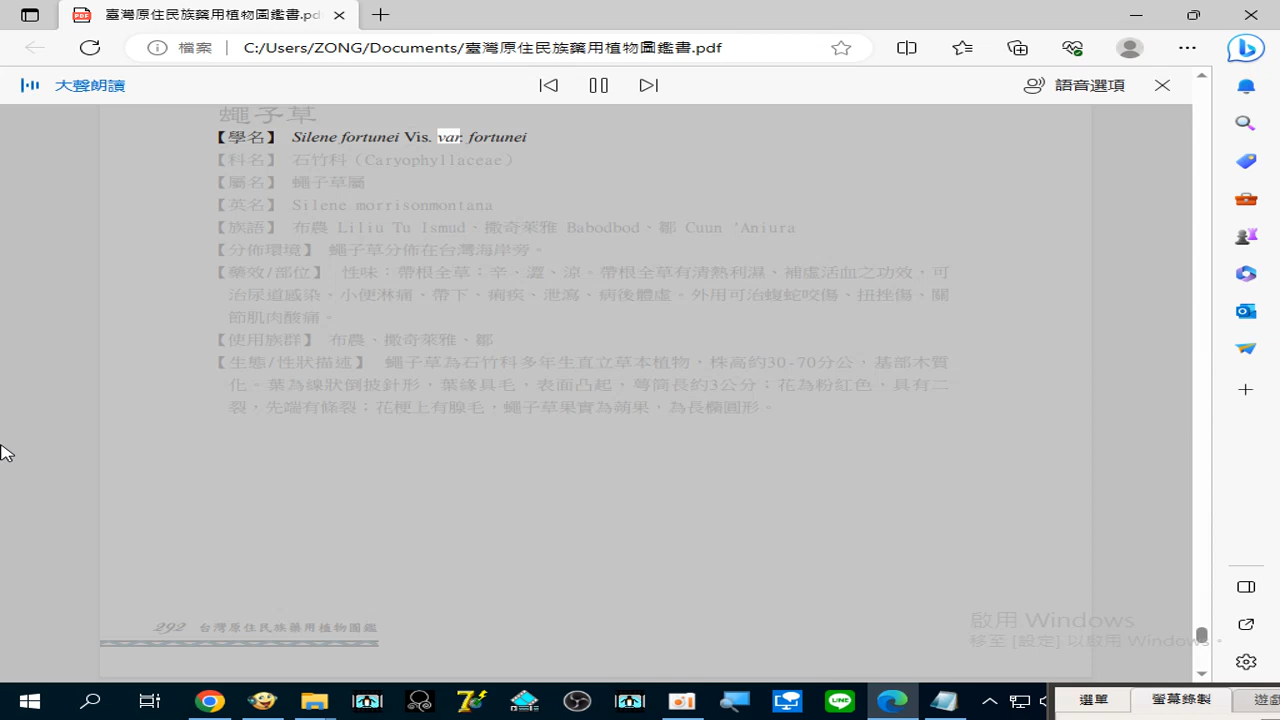 臺灣原住民族藥用植物圖鑑書.pd
檔案 C:/Users/ZONG/Documents/臺灣原住民族藥用植物圖鑑書.pdf
大聲朗讀 語音選項
蠅子草
【學名】 Silene fortunei Vis. var. fortunei
【科名】 石竹科（Caryophyllaceae）
【屬名】 蠅子草屬
【英名】 Silene morrisonmontana
【族語】 布農 Liliu Tu Ismud、撒奇萊雅 Babodbod、鄒 Cuun 'Aniura
【分佈環境】 蠅子草分佈在台灣海岸旁。
【藥效/部位】 性味：帶根全草：辛、澀、涼。帶根全草有清熱利濕、補虛活血之功效，可
治尿道感染、小便淋痛、帶下、痢疾、泄瀉、病後體虛。外用可治蝮蛇咬傷、扭挫傷、關
節肌肉酸痛。
【使用族群】 布農、撒奇萊雅、鄒
【生態/性狀描述】 蠅子草為石竹科多年生直立草本植物，株高約30-70分公，基部木質
化。葉為線狀倒披針形，葉緣具毛，表面凸起，萼筒長約3公分；花為粉紅色，具有二
裂，先端有條裂；花梗上有腺毛，蠅子草果實為蒴果，為長橢圓形。
292 台灣原住民族藥用植物圖鑑
啟用 Windows
移至 [設定] 以啟用 Windows。
選單 螢幕錄製 遊戲